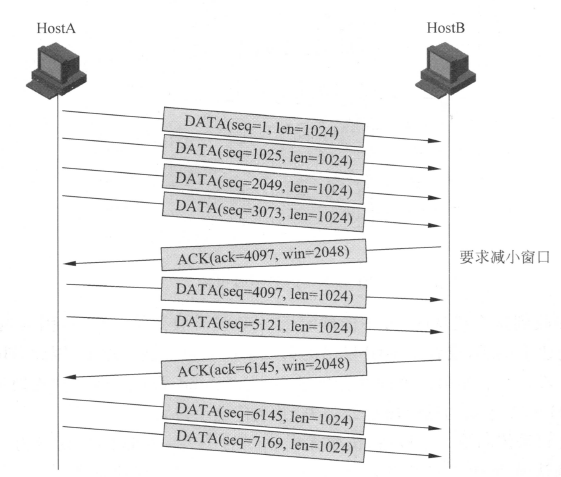 HostA
HostB
DATA(seq=1, len=1024)
DATA(seq=1025, len=1024)
DATA(seq=2049, len=1024)
DATA(seq=3073, len=1024)
ACK(ack=4097, win=2048)
要求减小窗口
DATA(seq=4097, len=1024)
DATA(seq=5121, len=1024)
ACK(ack=6145, win=2048)
DATA(seq=6145, len=1024)
DATA(seq=7169, len=1024)